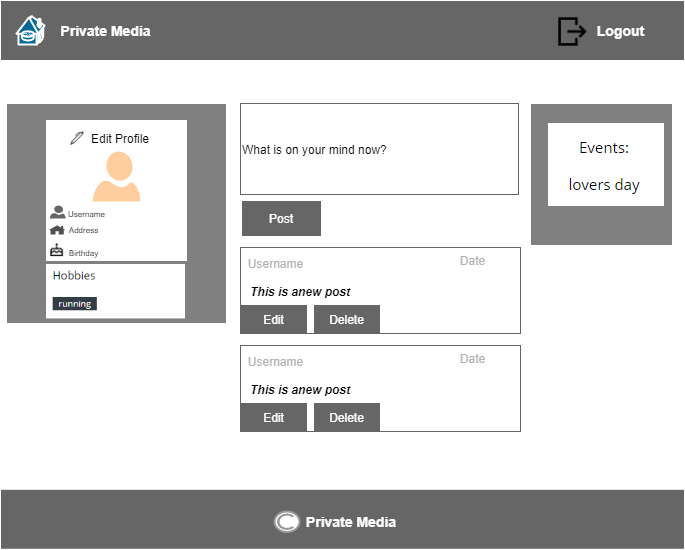 Private Media
Logout
Edit Profile
Username
Address
Birthday
Hobbies
running
What is on your mind now?
Post
Username
Date
This is anew post
Edit
Delete
Username
Date
This is anew post
Edit
Delete
Events:
lovers day
Private Media